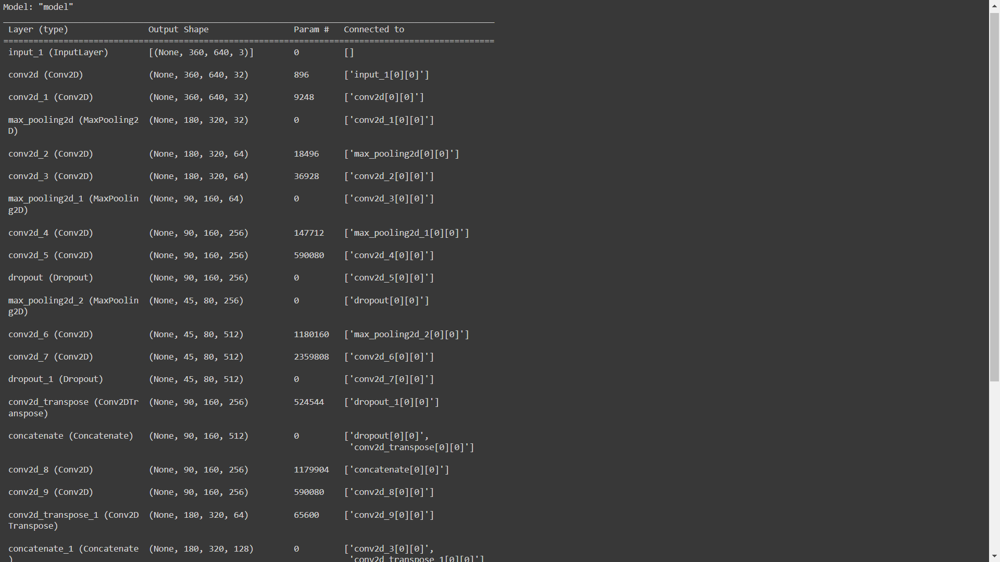 Model: "model"
Layer (type) Output Shape Param # Connected to
input_1 (InputLayer) [(None, 360, 640, 3)] 0 []
conv2d (Conv2D) (None, 360, 640, 32) 896 ['input_1[0][0]']
conv2d_1 (Conv2D) (None, 360, 640, 32) 9248 ['conv2d[0][0]']
max_pooling2d (MaxPooling2 (None, 180, 320, 32) 0 ['conv2d_1[0][0]']
D)
conv2d_2 (Conv2D) (None, 180, 320, 64) 18496 ['max_pooling2d[0][0]']
conv2d_3 (Conv2D) (None, 180, 320, 64) 36928 ['conv2d_2[0][0]']
max_pooling2d_1 (MaxPoolin (None, 90, 160, 64) 0 ['conv2d_3[0][0]']
g2D)
conv2d_4 (Conv2D) (None, 90, 160, 256) 147712 ['max_pooling2d_1[0][0]']
conv2d_5 (Conv2D) (None, 90, 160, 256) 590080 ['conv2d_4[0][0]']
dropout (Dropout) (None, 90, 160, 256) 0 ['conv2d_5[0][0]']
max_pooling2d_2 (MaxPoolin (None, 45, 80, 256) 0 ['dropout[0][0]']
g2D)
conv2d_6 (Conv2D) (None, 45, 80, 512) 1180160 ['max_pooling2d_2[0][0]']
conv2d_7 (Conv2D) (None, 45, 80, 512) 2359808 ['conv2d_6[0][0]']
dropout_1 (Dropout) (None, 45, 80, 512) 0 ['conv2d_7[0][0]']
conv2d_transpose (Conv2DTr (None, 90, 160, 256) 524544 ['dropout_1[0][0]']
anspose)
concatenate (Concatenate) (None, 90, 160, 512) 0 ['dropout[0][0]',
'conv2d_transpose[0][0]']
conv2d_8 (Conv2D) (None, 90, 160, 256) 1179904 ['concatenate[0][0]']
conv2d_9 (Conv2D) (None, 90, 160, 256) 590080 ['conv2d_8[0][0]']
conv2d_transpose_1 (Conv2D (None, 180, 320, 64) 65600 ['conv2d_9[0][0]']
Transpose)
concatenate_1 (Concatenate (None, 180, 320, 128) 0 ['conv2d_3[0][0]',
) 'conv2d_transpose_1[0][0]']